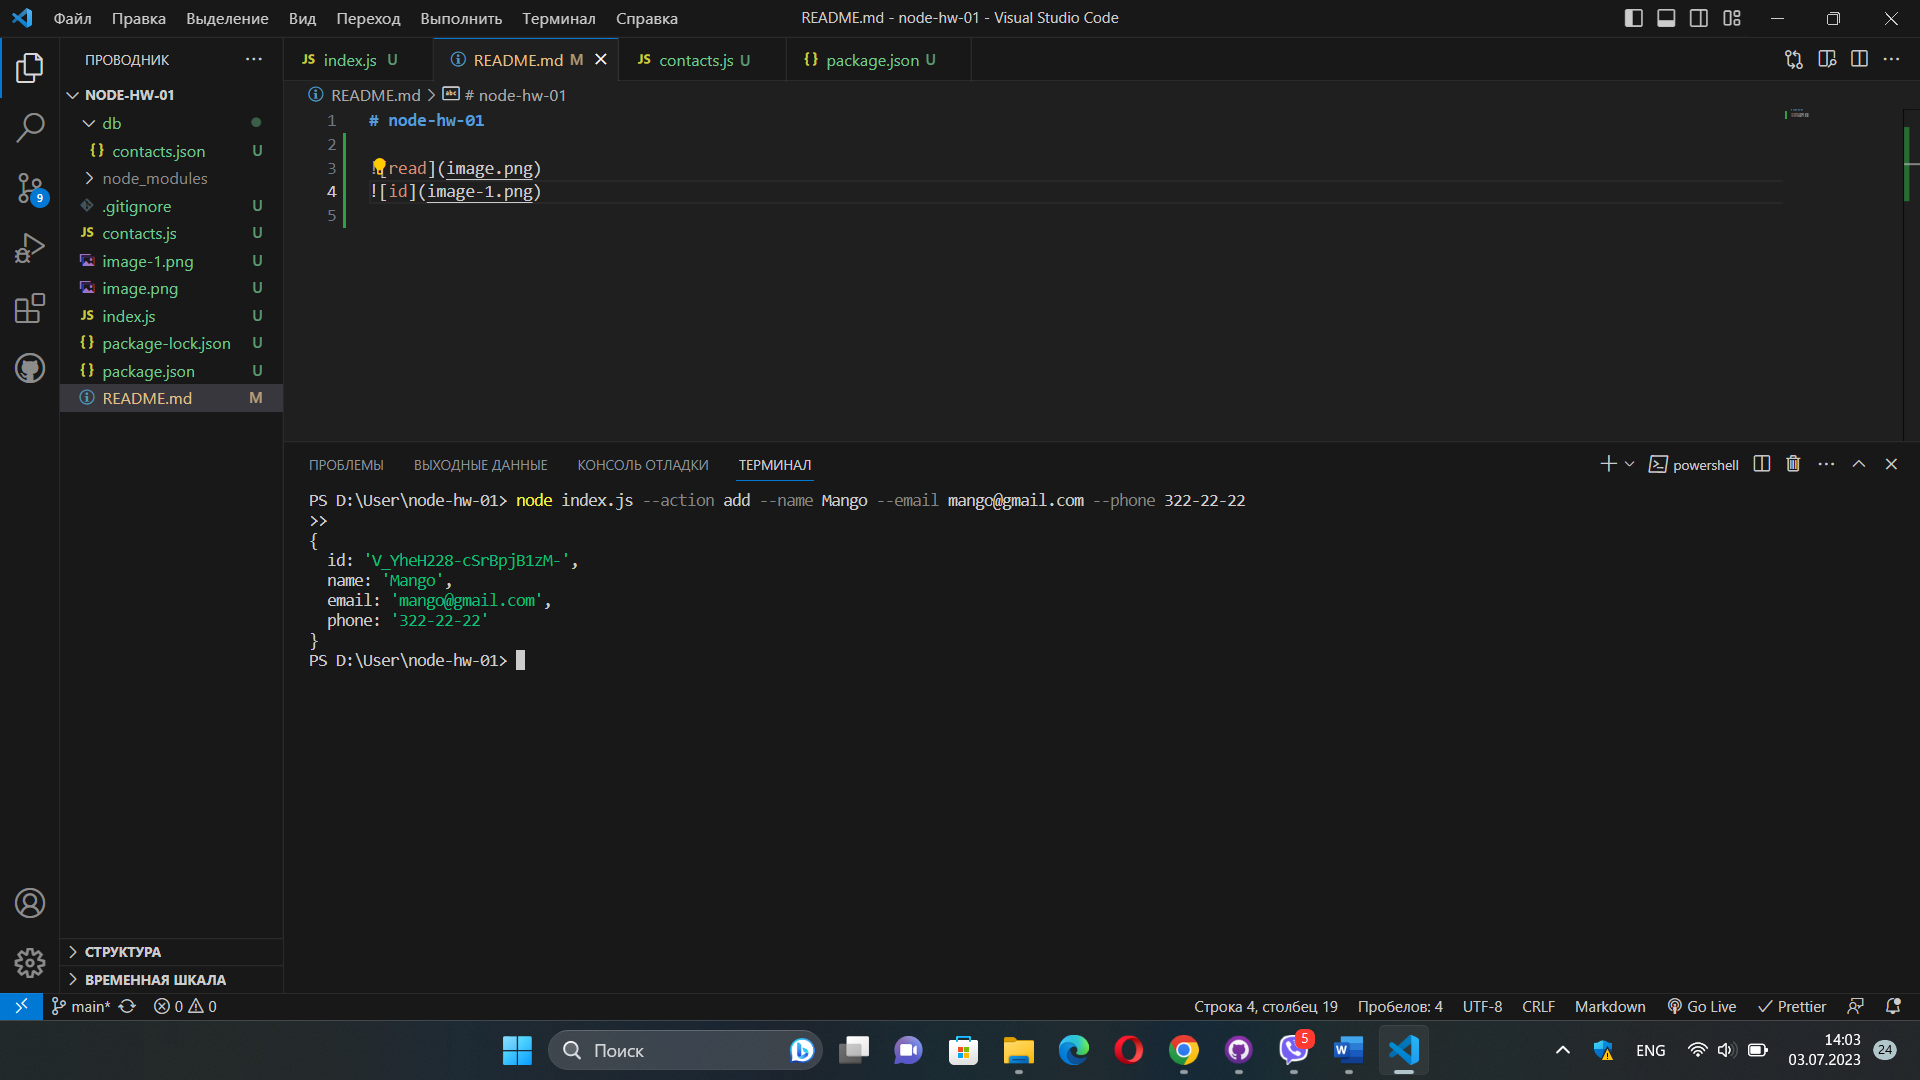 Файл Правка Выделение Вид Переход Выполнить Терминал Справка README.md - node-hw-01 - Visual Studio Code
ПРОВОДНИК
JS index.js U README.md M contacts.js U {} package.json U
README.md > # node-hw-01
NODE-HW-01
db
{} contacts.json U
node_modules
.gitignore U
JS contacts.js U
image-1.png U
image.png U
JS index.js U
{} package-lock.json U
{} package.json U
README.md M
9
1 # node-hw-01
2
3 ![read](image.png)
4 ![id](image-1.png)
5
ПРОБЛЕМЫ ВЫХОДНЫЕ ДАННЫЕ КОНСОЛЬ ОТЛАДКИ ТЕРМИНАЛ powershell
PS D:\User\node-hw-01> node index.js --action add --name Mango --email mango@gmail.com --phone 322-22-22
>>
{
id: 'V_YheH228-cSrBpjB1zM-',
name: 'Mango',
email: 'mango@gmail.com',
phone: '322-22-22'
}
PS D:\User\node-hw-01>
СТРУКТУРА
ВРЕМЕННАЯ ШКАЛА
main* 0 0 Строка 4, столбец 19 Пробелов: 4 UTF-8 CRLF Markdown Go Live Prettier
Поиск 5 ENG 14:03
03.07.2023 24